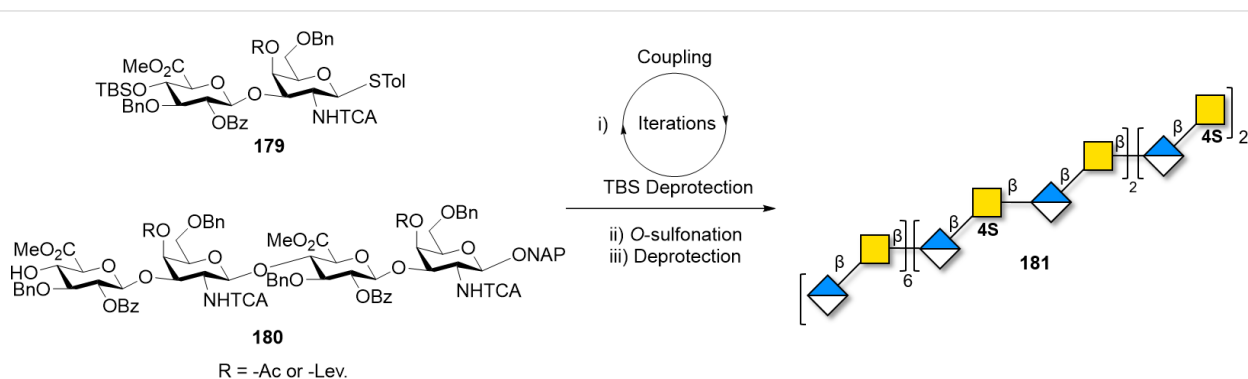 RO OBn
MeO₂C O O STol
TBSO O
BnO OBz NHTCA
179
RO OBn
MeO₂C O O
HO O O
BnO OBz NHTCA
MeO₂C O
BnO OBz O
RO OBn
O ONAP
NHTCA
180
R = -Ac or -Lev.
Coupling
i) Iterations
TBS Deprotection
ii) O-sulfonation
iii) Deprotection
[ β β ]6 [ β 4S β β β ]2 [ β 4S ]2
181